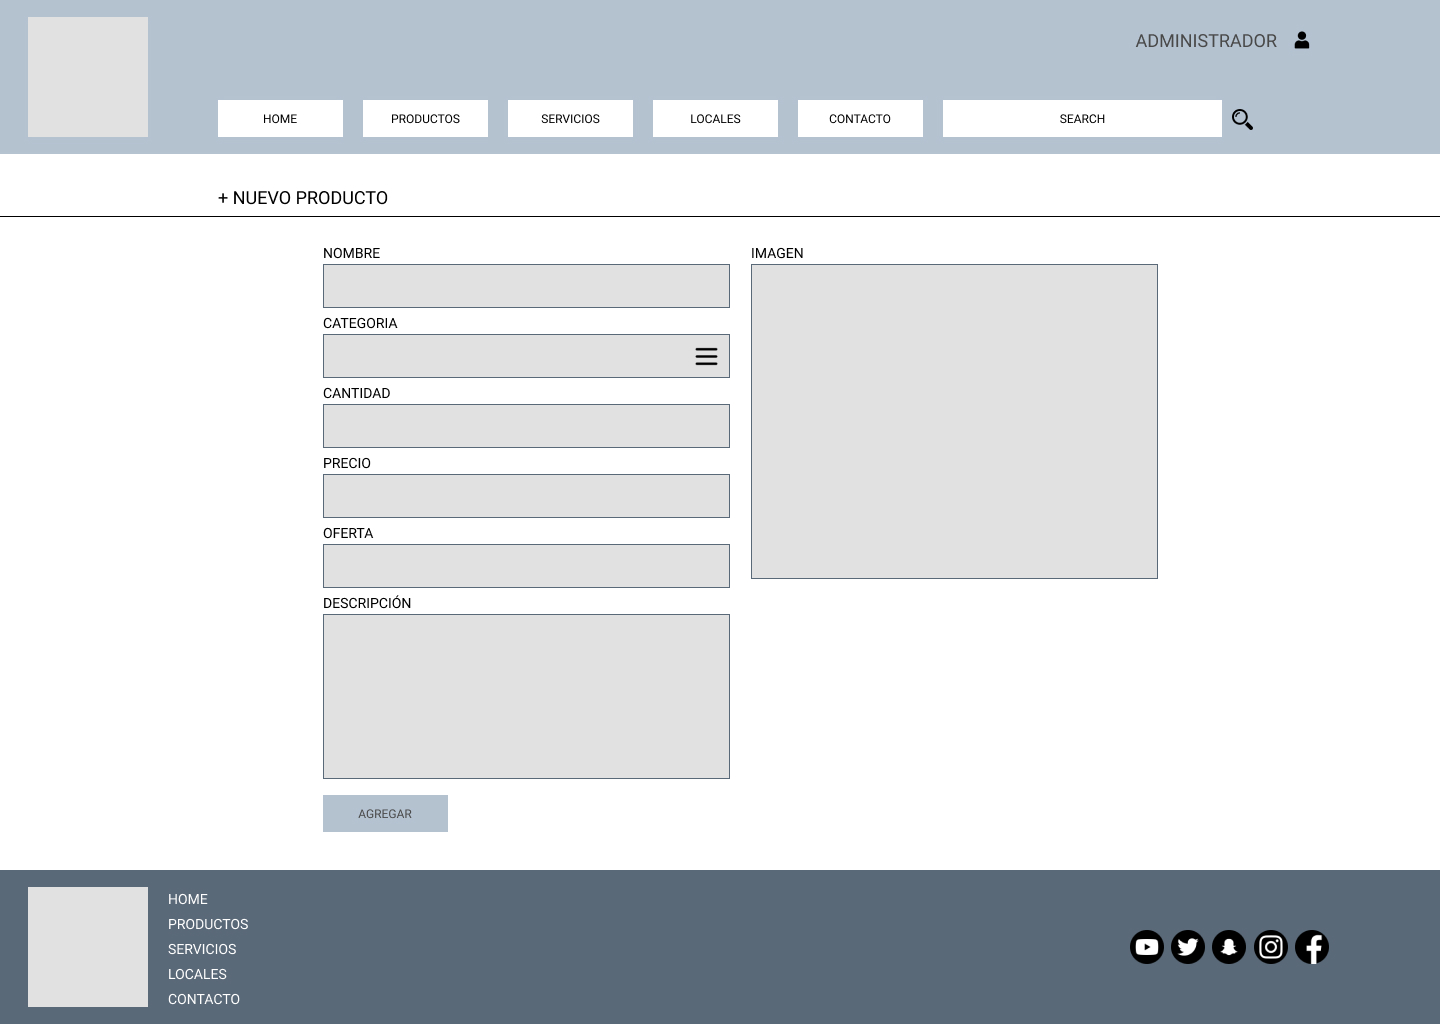 ADMINISTRADOR
HOME
PRODUCTOS
SERVICIOS
LOCALES
CONTACTO
SEARCH
+ NUEVO PRODUCTO
NOMBRE
CATEGORIA
CANTIDAD
PRECIO
OFERTA
DESCRIPCIÓN
AGREGAR
IMAGEN
HOME
PRODUCTOS
SERVICIOS
LOCALES
CONTACTO